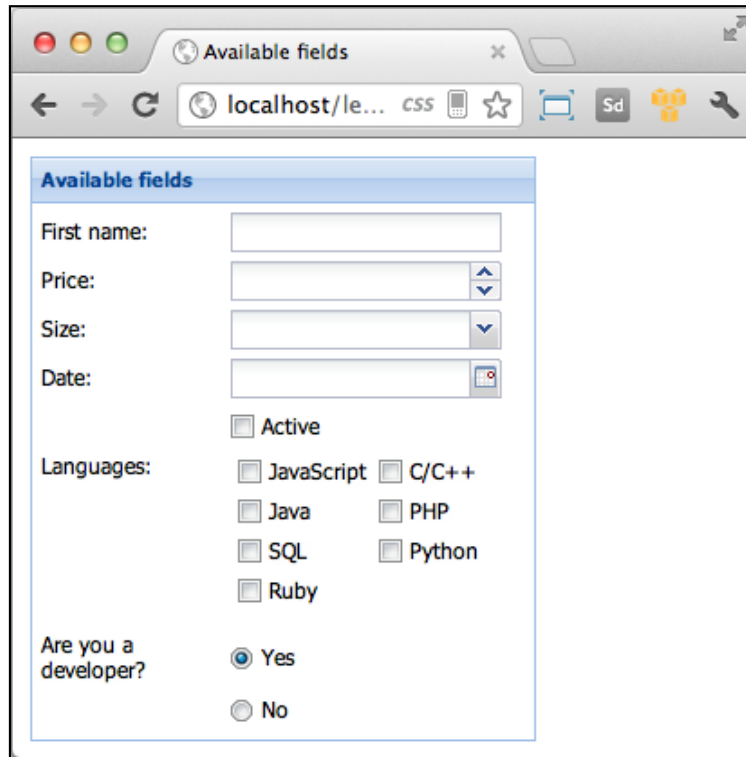 Available fields
localhost/le... css
Sd
Available fields
First name:
Price:
Size:
Date:
Active
Languages:
JavaScript C/C++
Java PHP
SQL Python
Ruby
Are you a
developer?
Yes
No